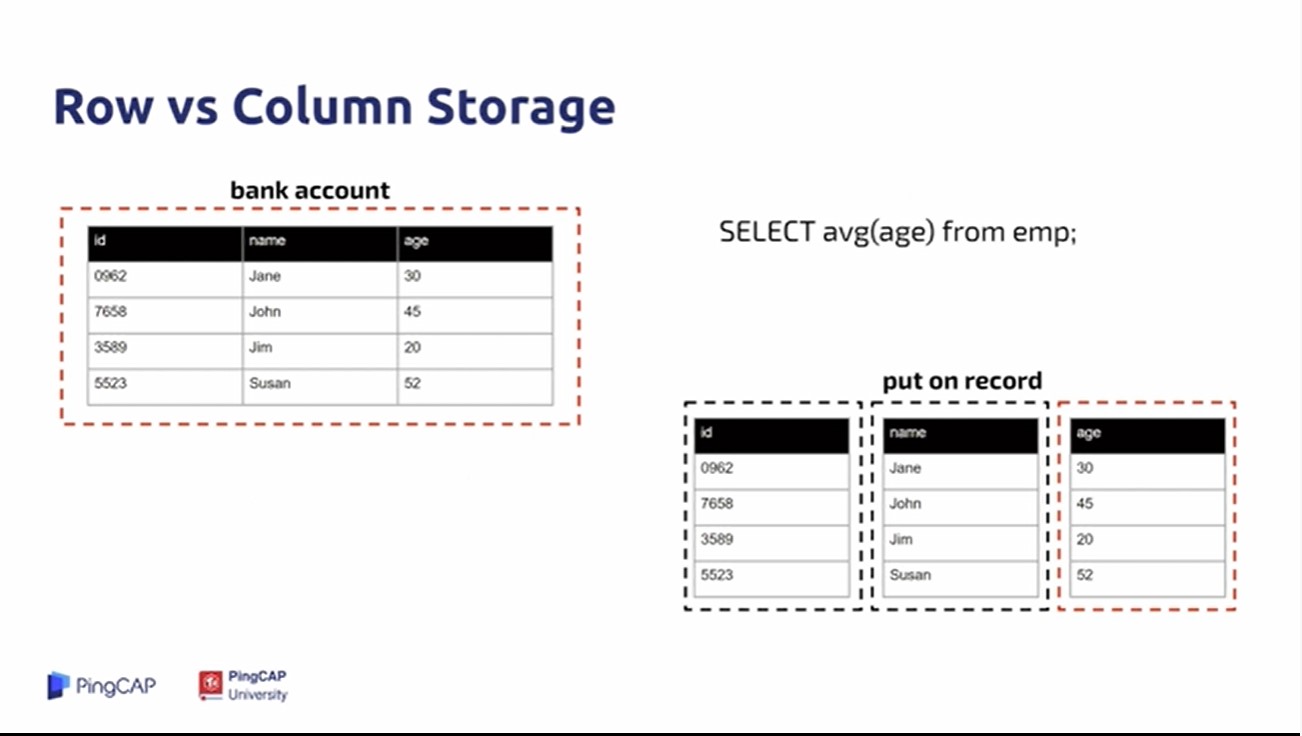 Row vs Column Storage
bank account
id name age
0962 Jane 30
7658 John 45
3589 Jim 20
5523 Susan 52
SELECT avg(age) from emp;
put on record
id name age
0962 Jane 30
7658 John 45
3589 Jim 20
5523 Susan 52
PingCAP
PingCAP
University